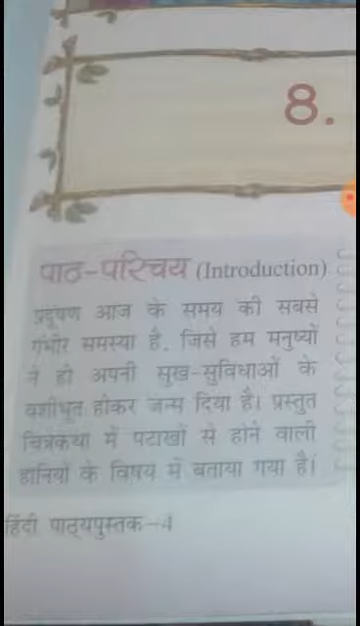 8.
पाठ-परिचय (Introduction)
प्रदूषण आज के समय की सबसे
गंभीर समस्या है, जिसे हम मनुष्यों
ने ही अपनी सुख-सुविधाओं के
वशीभूत होकर जन्म दिया है। प्रस्तुत
चित्रकथा में पटाखों से होने वाली
हानियों के विषय में बताया गया है।
हिंदी पाठ्यपुस्तक-4